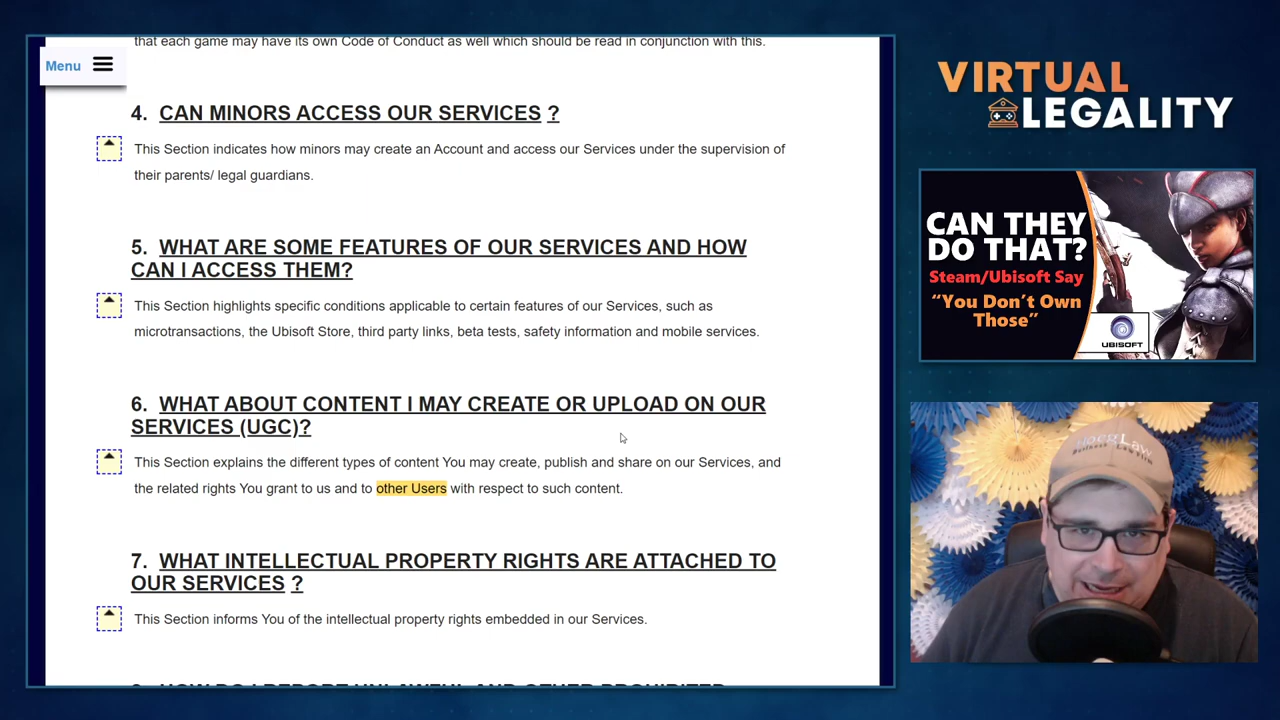 that each game may have its own Code of Conduct as well which should be read in conjunction with this.
Menu
4. CAN MINORS ACCESS OUR SERVICES ?
This Section indicates how minors may create an Account and access our Services under the supervision of
their parents/ legal guardians.
5. WHAT ARE SOME FEATURES OF OUR SERVICES AND HOW
CAN I ACCESS THEM?
This Section highlights specific conditions applicable to certain features of our Services, such as
microtransactions, the Ubisoft Store, third party links, beta tests, safety information and mobile services.
6. WHAT ABOUT CONTENT I MAY CREATE OR UPLOAD ON OUR
SERVICES (UGC)?
This Section explains the different types of content You may create, publish and share on our Services, and
the related rights You grant to us and to other Users with respect to such content.
7. WHAT INTELLECTUAL PROPERTY RIGHTS ARE ATTACHED TO
OUR SERVICES ?
This Section informs You of the intellectual property rights embedded in our Services.
VIRTUAL
LEGALITY
CAN THEY
DO THAT?
Steam/Ubisoft Say
“You Don’t Own
Those”
UBISOFT
HoegLaw